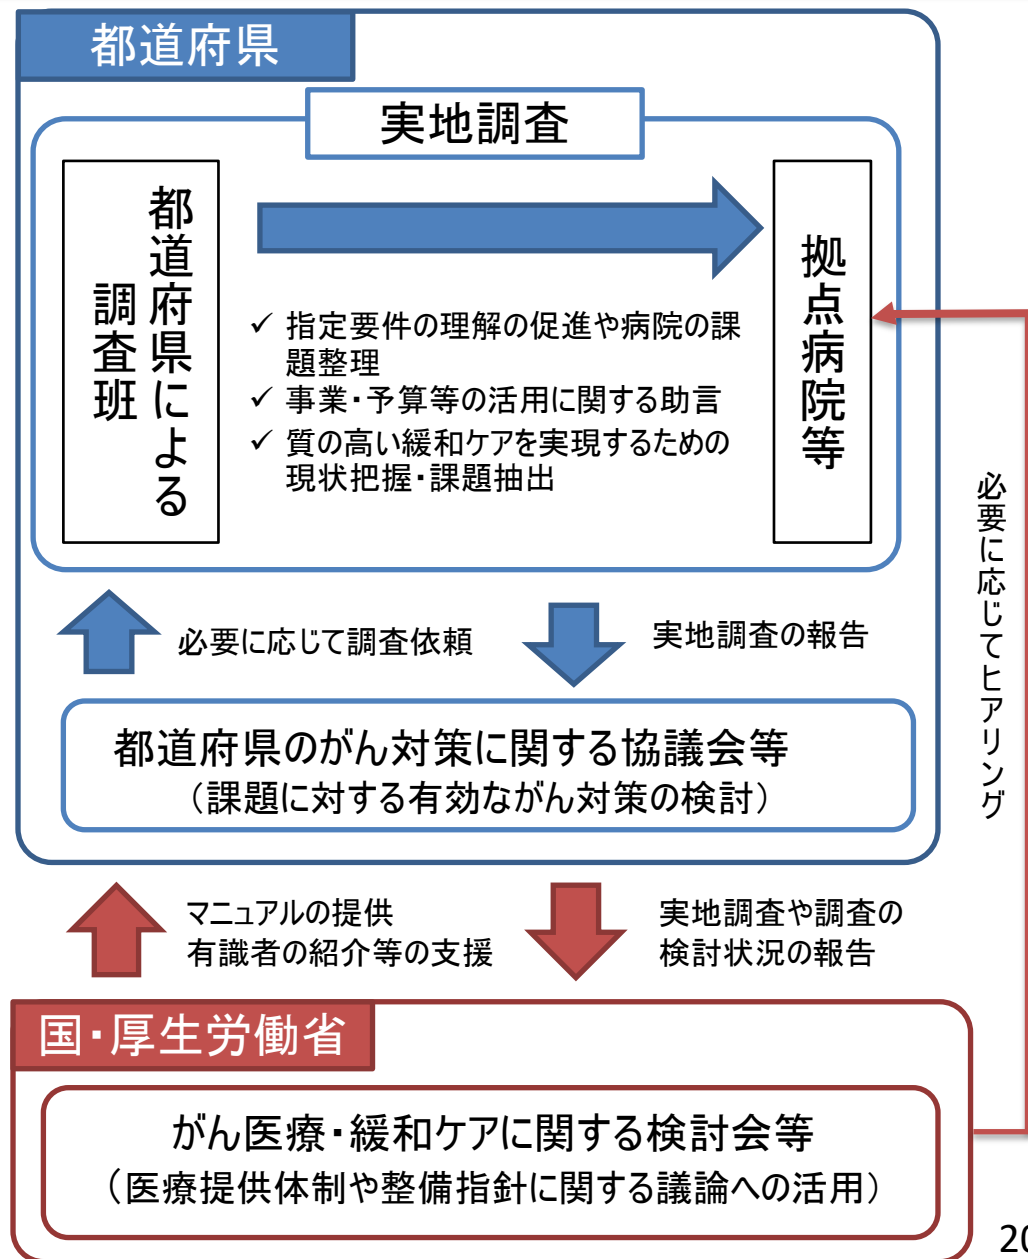 都道府県
実地調査
都道府県による
調査班
✓ 指定要件の理解の促進や病院の課
題整理
✓ 事業・予算等の活用に関する助言
✓ 質の高い緩和ケアを実現するための
現状把握・課題抽出
拠点病院等
必要に応じてヒアリング
必要に応じて調査依頼
実地調査の報告
都道府県のがん対策に関する協議会等
（課題に対する有効ながん対策の検討）
マニュアルの提供
有識者の紹介等の支援
実地調査や調査の
検討状況の報告
国・厚生労働省
がん医療・緩和ケアに関する検討会等
（医療提供体制や整備指針に関する議論への活用）